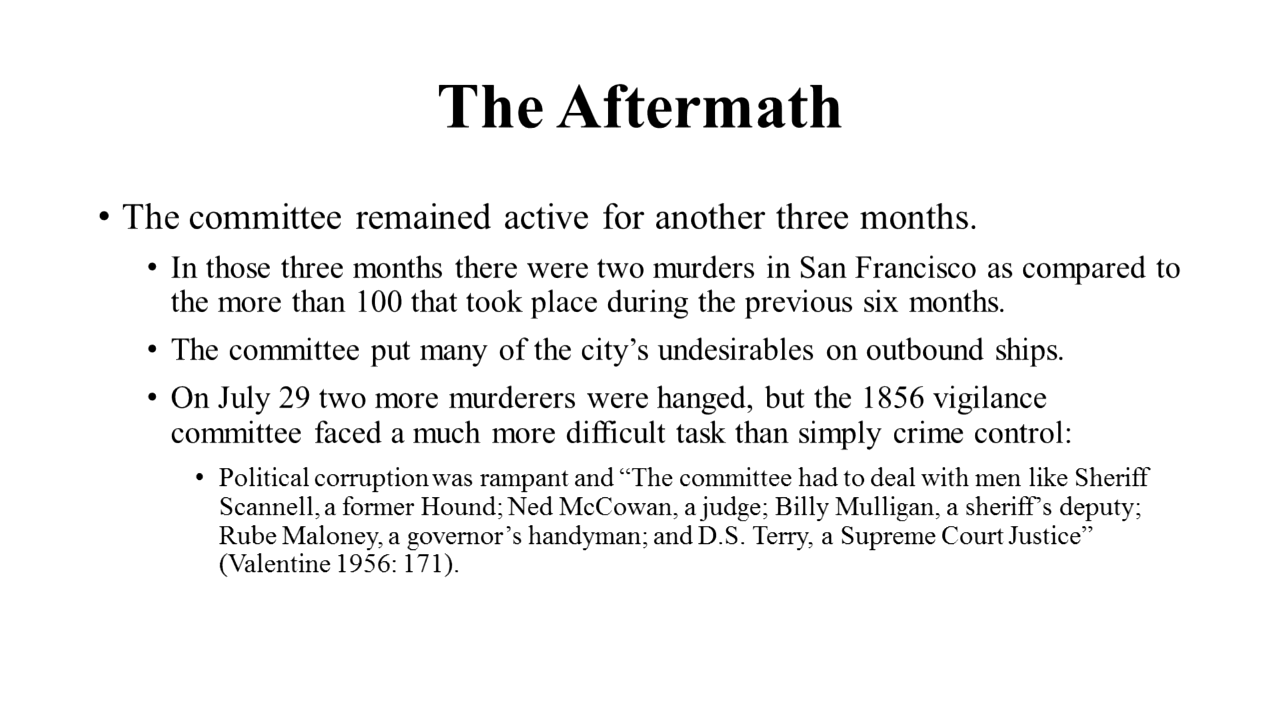 The Aftermath
• The committee remained active for another three months.
• In those three months there were two murders in San Francisco as compared to
the more than 100 that took place during the previous six months.
• The committee put many of the city’s undesirables on outbound ships.
• On July 29 two more murderers were hanged, but the 1856 vigilance
committee faced a much more difficult task than simply crime control:
• Political corruption was rampant and “The committee had to deal with men like Sheriff
Scannell, a former Hound; Ned McCowan, a judge; Billy Mulligan, a sheriff’s deputy;
Rube Maloney, a governor’s handyman; and D.S. Terry, a Supreme Court Justice”
(Valentine 1956: 171).